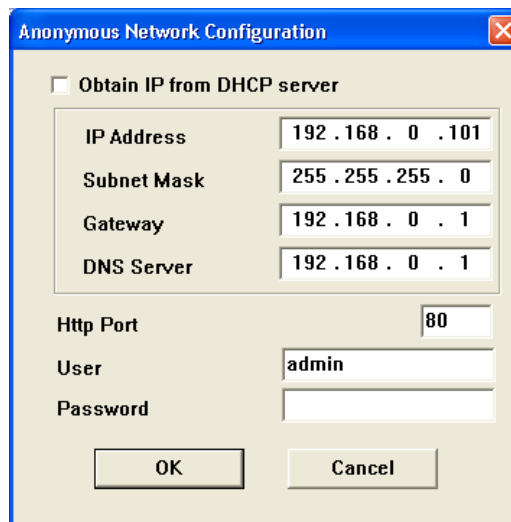 Anonymous Network Configuration
Obtain IP from DHCP server
IP Address 192 . 168 . 0 . 101
Subnet Mask 255 . 255 . 255 . 0
Gateway 192 . 168 . 0 . 1
DNS Server 192 . 168 . 0 . 1
Http Port 80
User admin
Password
OK Cancel